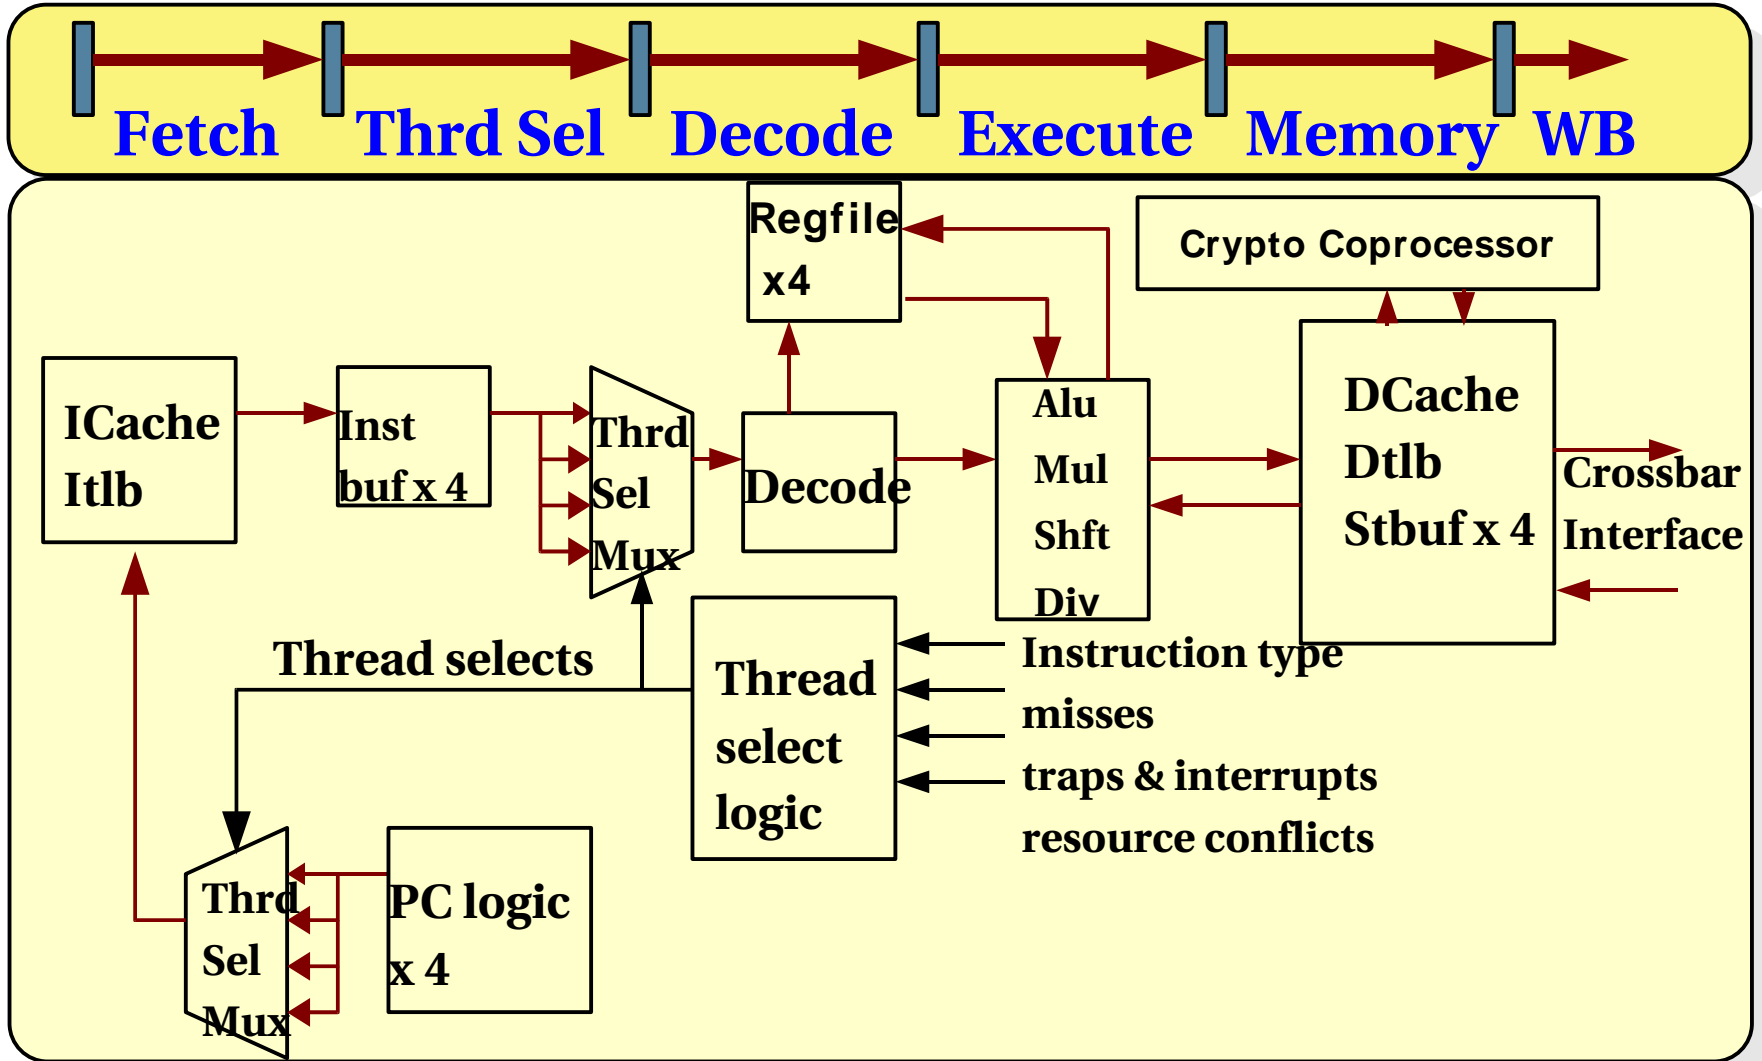 Fetch Thrd Sel Decode Execute Memory WB
Regfile
x4
Crypto Coprocessor
ICache
Itlb
Inst
buf x 4
Thrd
Sel
Mux
Decode
Alu
Mul
Shft
Div
DCache
Dtlb
Stbuf x 4
Crossbar
Interface
Thread selects
Thread
select
logic
Instruction type
misses
traps & interrupts
resource conflicts
Thrd
Sel
Mux
PC logic
x 4